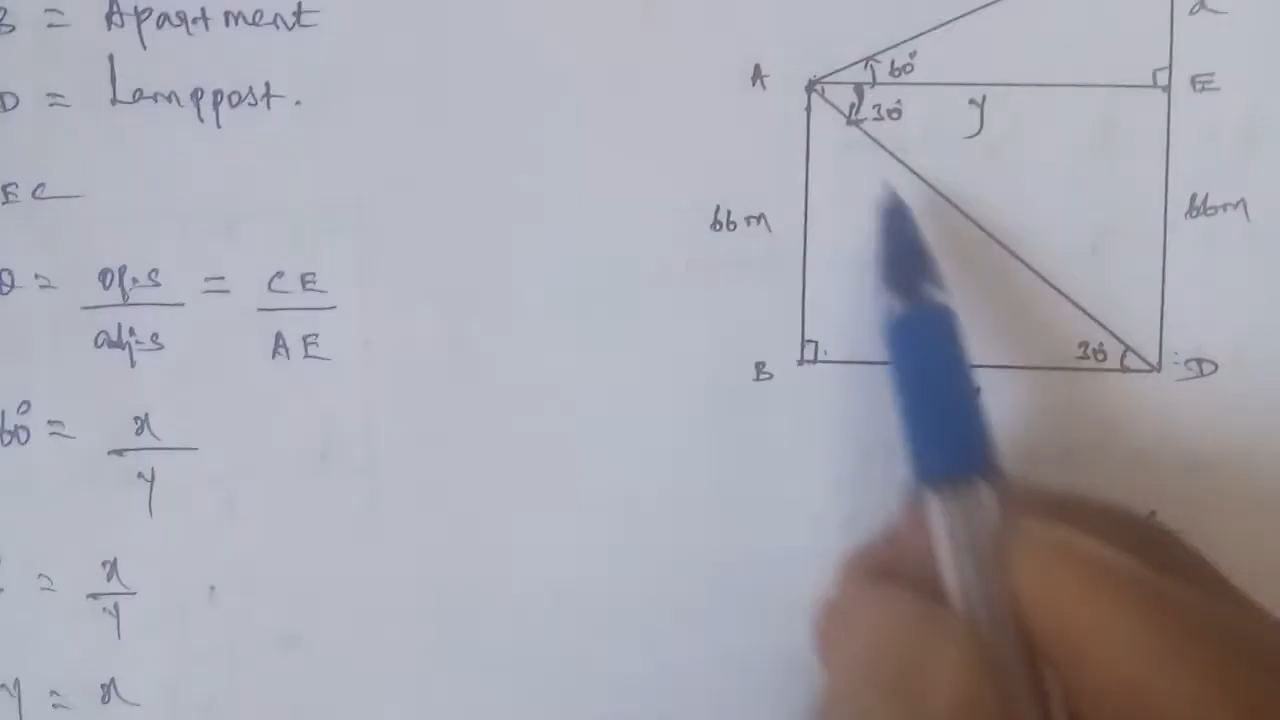 B = Apartment
D = Lamppost.
EC
θ = opp.s / adj.s = CE / AE
60° = x / y
= x / y
y = x
x
A
60°
E
30°
y
66m
66m
B
30°
D